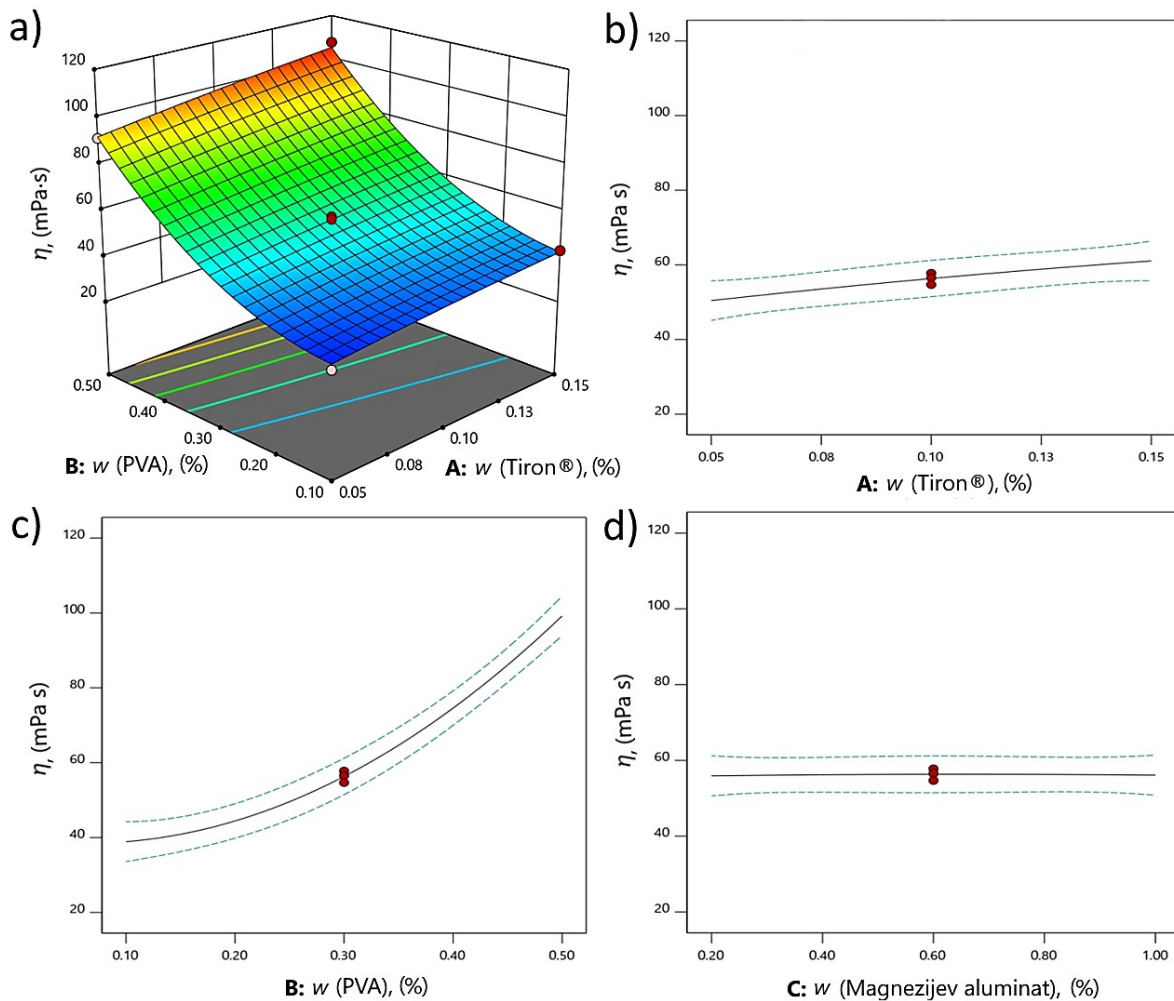 a)
120
100
80
60
40
20
η, (mPa·s)
0.50
0.40
0.30
0.20
0.10
B: w (PVA), (%)
0.15
0.13
0.10
0.08
0.05
A: w (Tiron®), (%)
b)
120
100
80
60
40
20
η, (mPa s)
0.05 0.08 0.10 0.13 0.15
A: w (Tiron®), (%)
c)
120
100
80
60
40
20
η, (mPa s)
0.10 0.20 0.30 0.40 0.50
B: w (PVA), (%)
d)
120
100
80
60
40
20
η, (mPa s)
0.20 0.40 0.60 0.80 1.00
C: w (Magnezijev aluminat), (%)